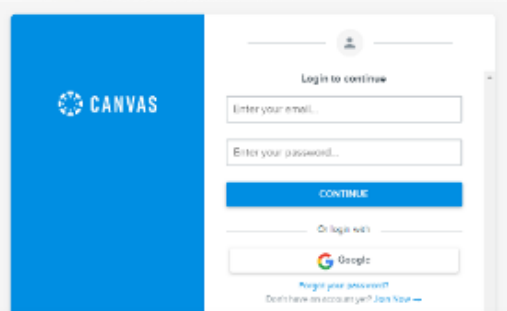 Login to continue
CANVAS
Enter your email...
Enter your password...
CONTINUE
Or login with
Google
Forgot your password?
Don't have an account yet? Join Now →